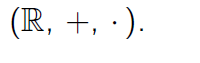 (ℝ, +, ·).